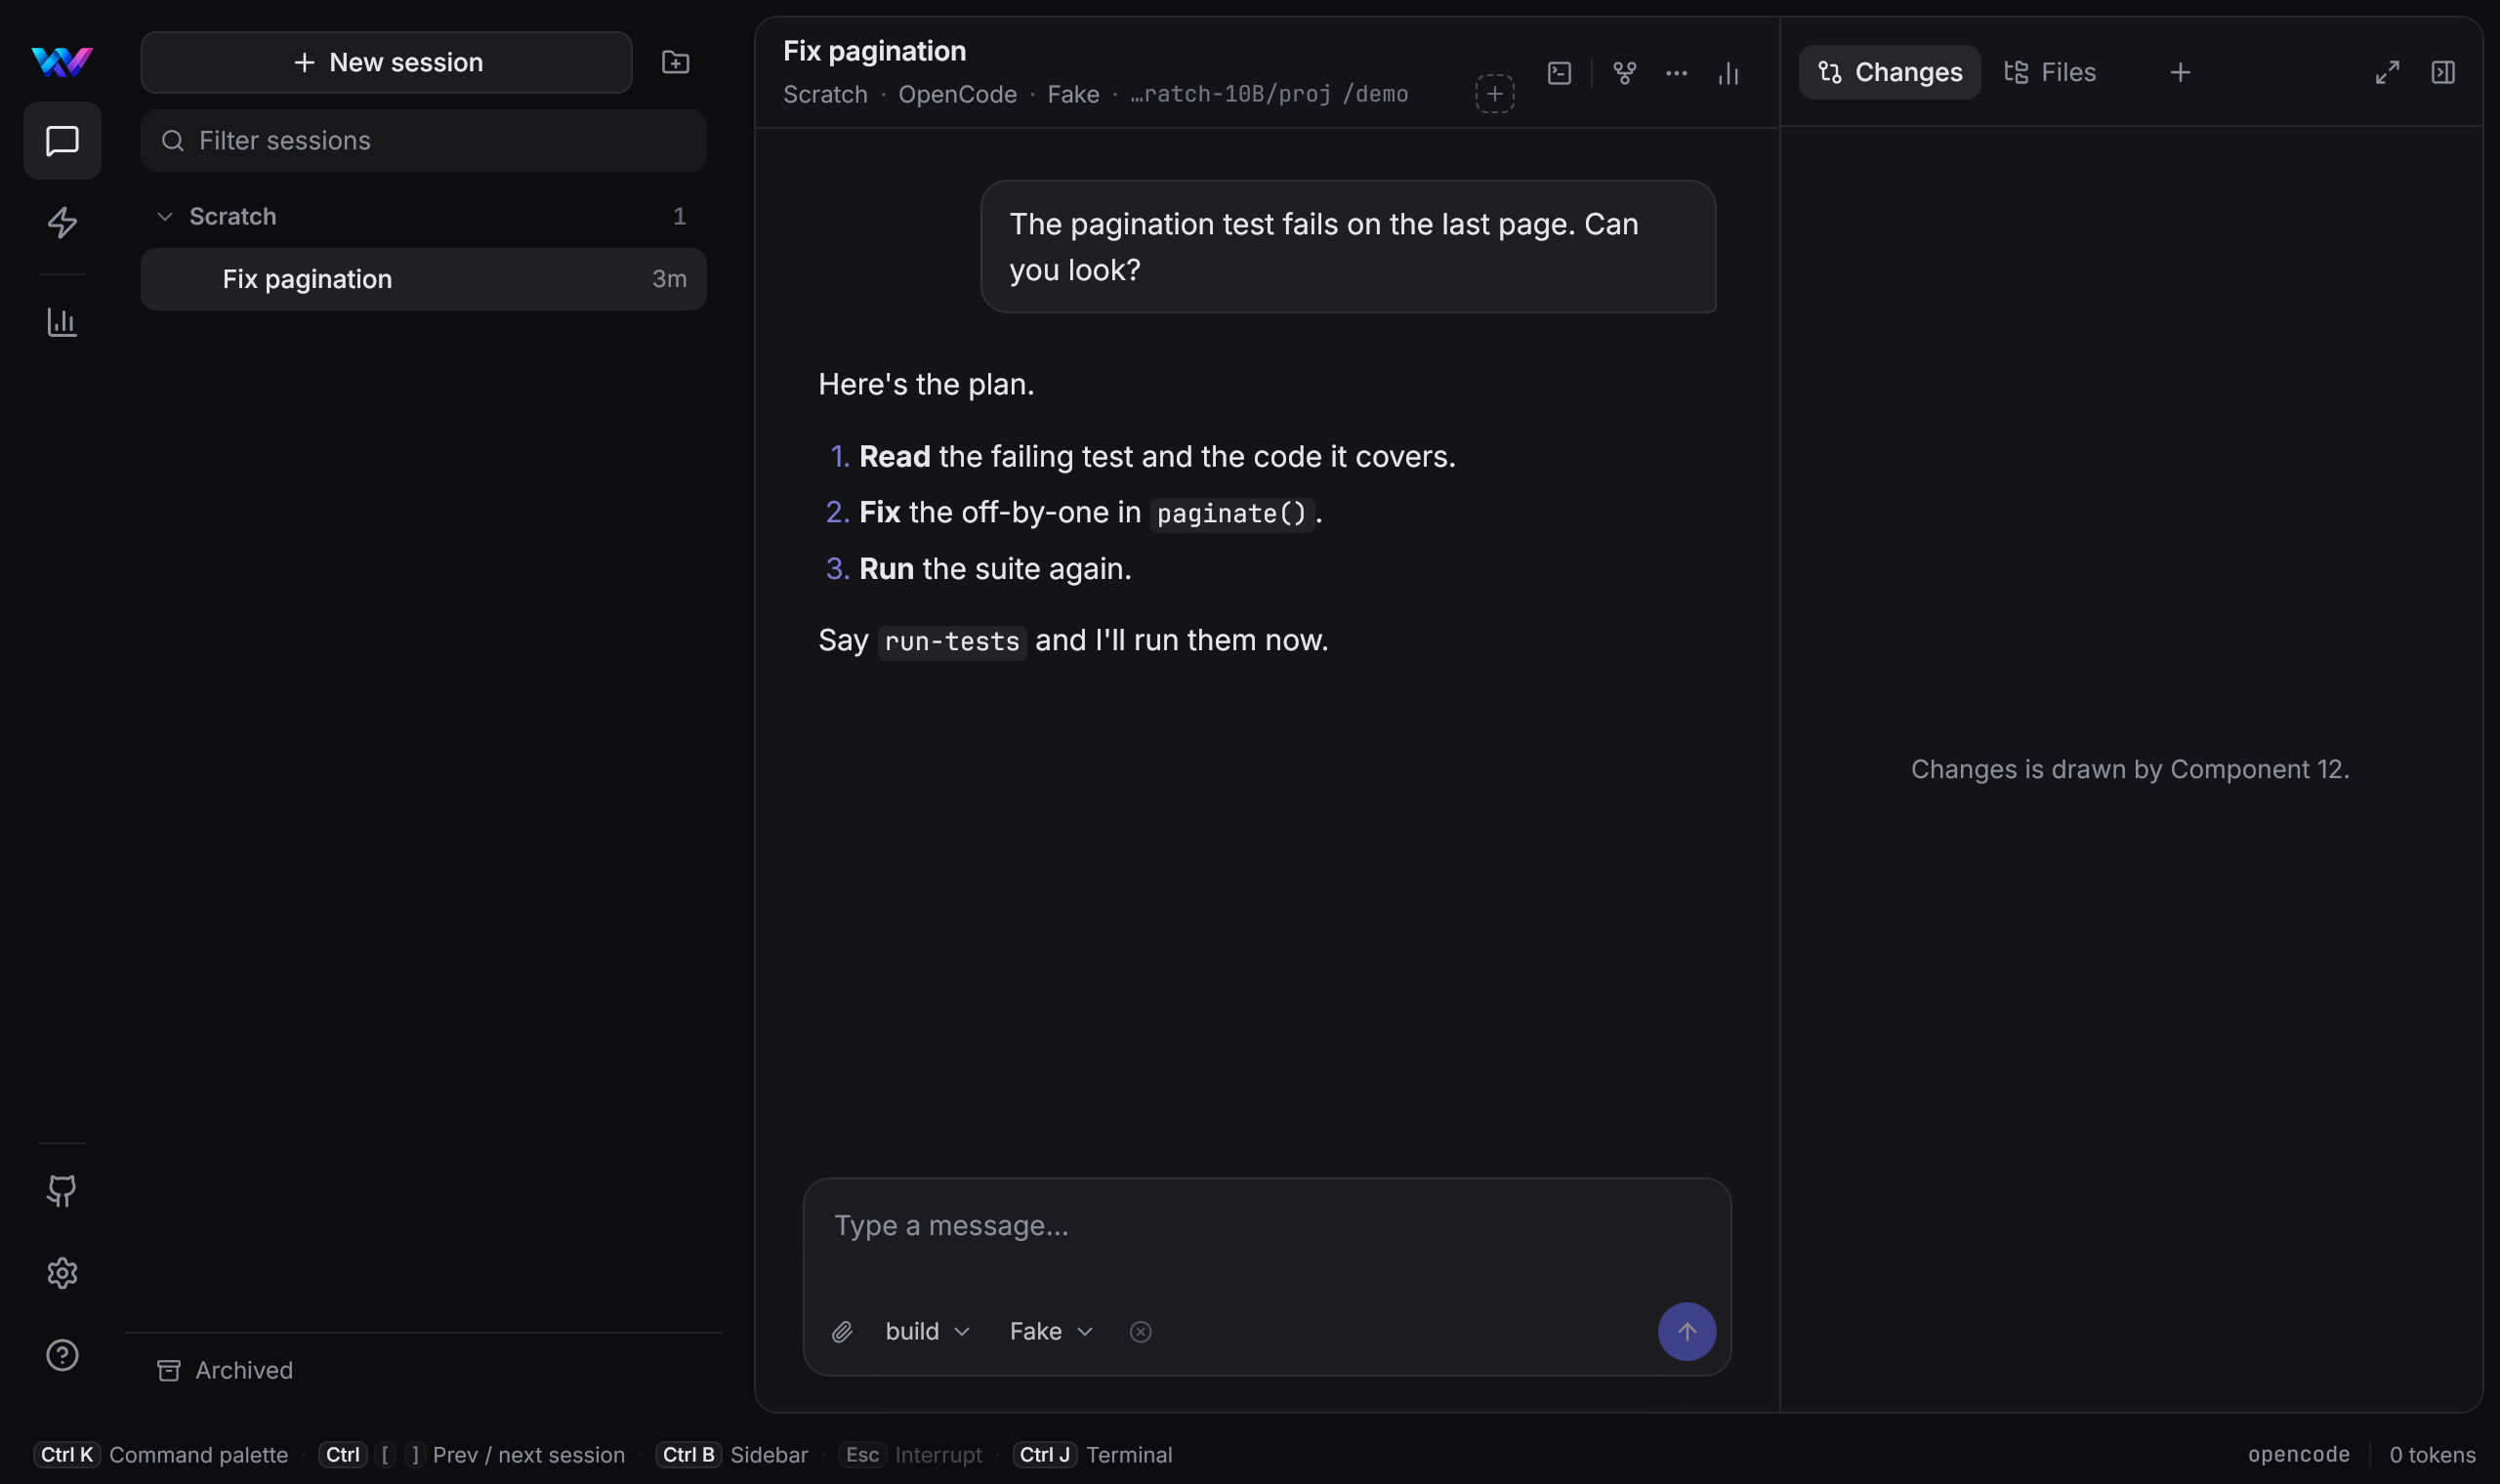 New session
Filter sessions
Scratch 1
Fix pagination 3m
Archived
Fix pagination
Scratch · OpenCode · Fake · …ratch-10B/proj /demo
The pagination test fails on the last page. Can
you look?
Here's the plan.
1. Read the failing test and the code it covers.
2. Fix the off-by-one in paginate().
3. Run the suite again.
Say run-tests and I'll run them now.
Type a message...
build Fake
Changes Files
Changes is drawn by Component 12.
Ctrl K Command palette · Ctrl [ ] Prev / next session · Ctrl B Sidebar · Esc Interrupt · Ctrl J Terminal
opencode 0 tokens